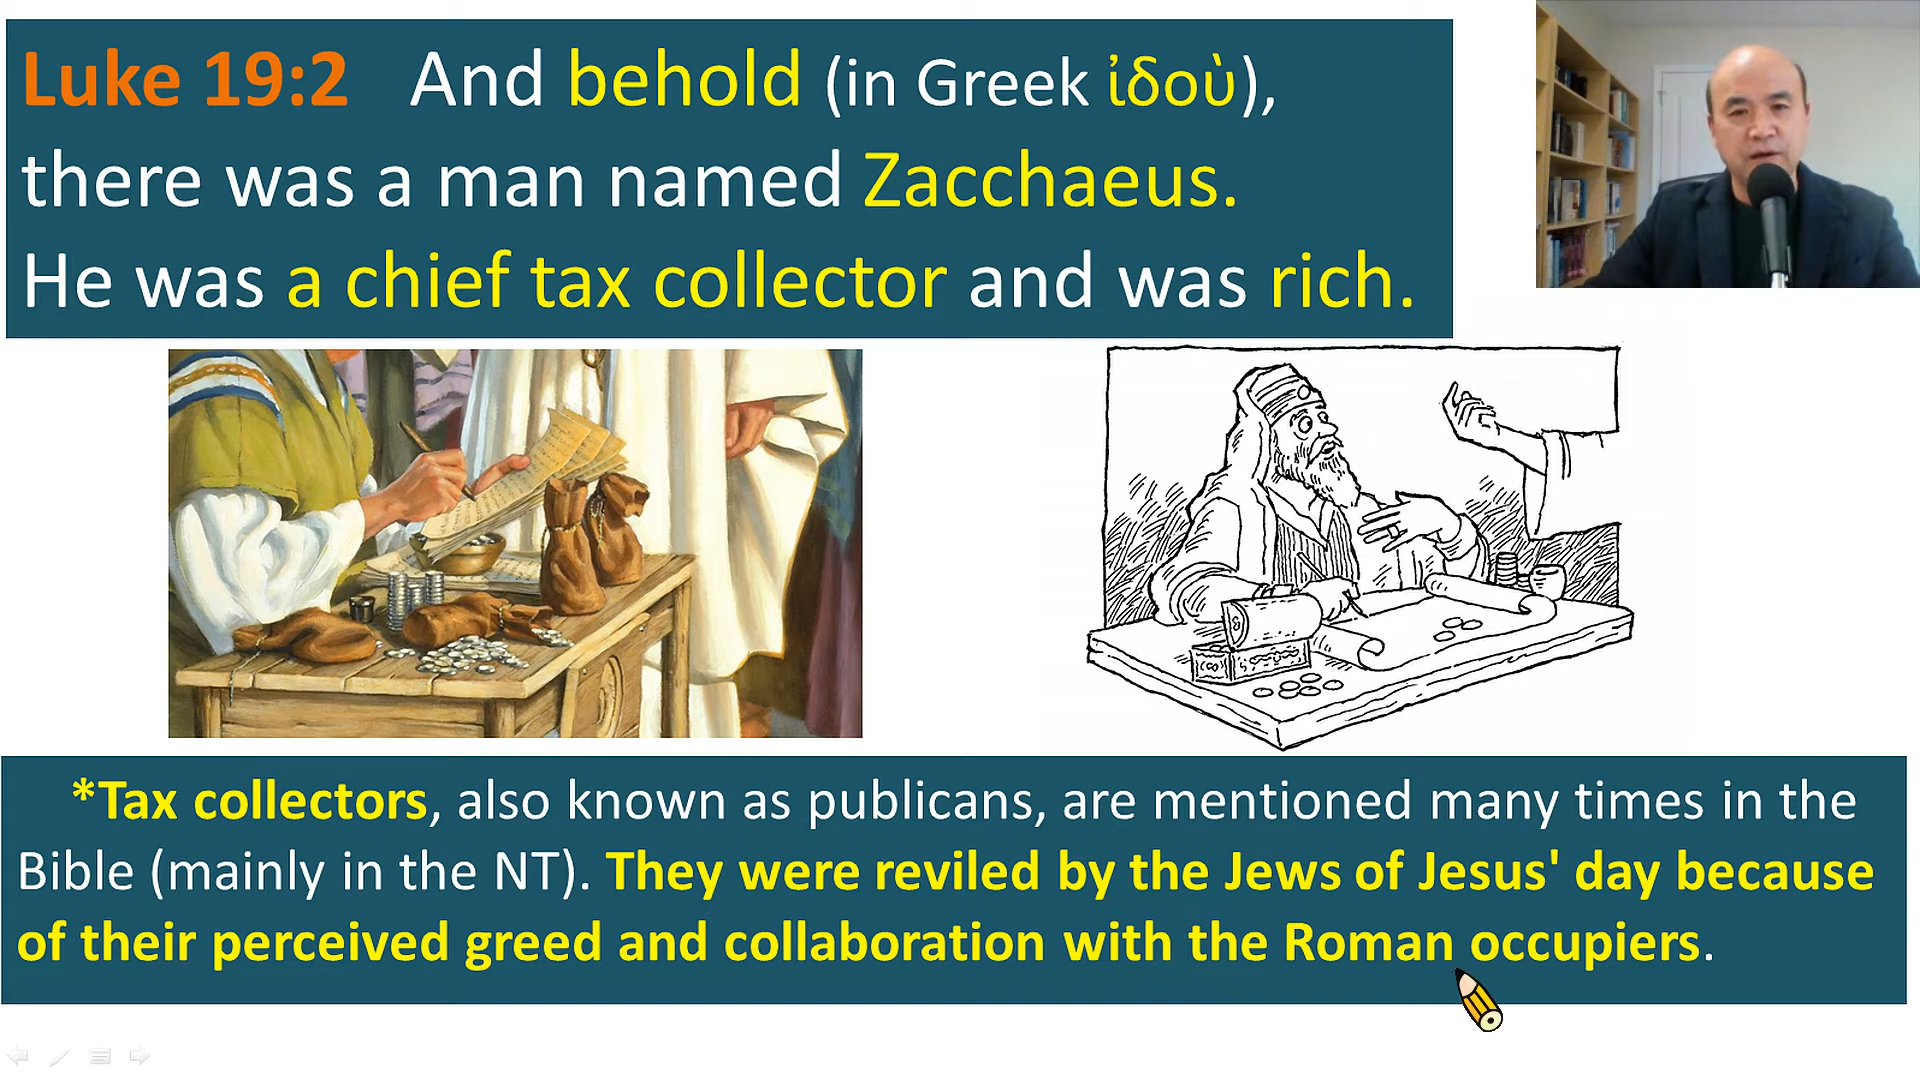 Luke 19:2 And behold (in Greek ἰδοὺ),
there was a man named Zacchaeus.
He was a chief tax collector and was rich.
*Tax collectors, also known as publicans, are mentioned many times in the
Bible (mainly in the NT). They were reviled by the Jews of Jesus' day because
of their perceived greed and collaboration with the Roman occupiers.